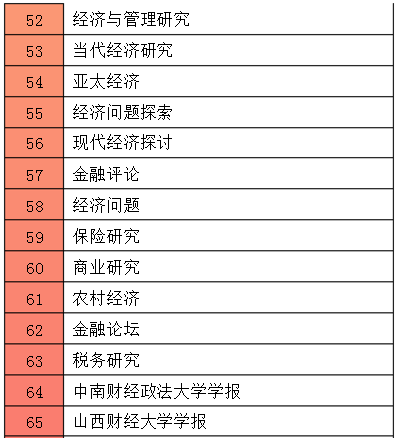 52 经济与管理研究
53 当代经济研究
54 亚太经济
55 经济问题探索
56 现代经济探讨
57 金融评论
58 经济问题
59 保险研究
60 商业研究
61 农村经济
62 金融论坛
63 税务研究
64 中南财经政法大学学报
65 山西财经大学学报